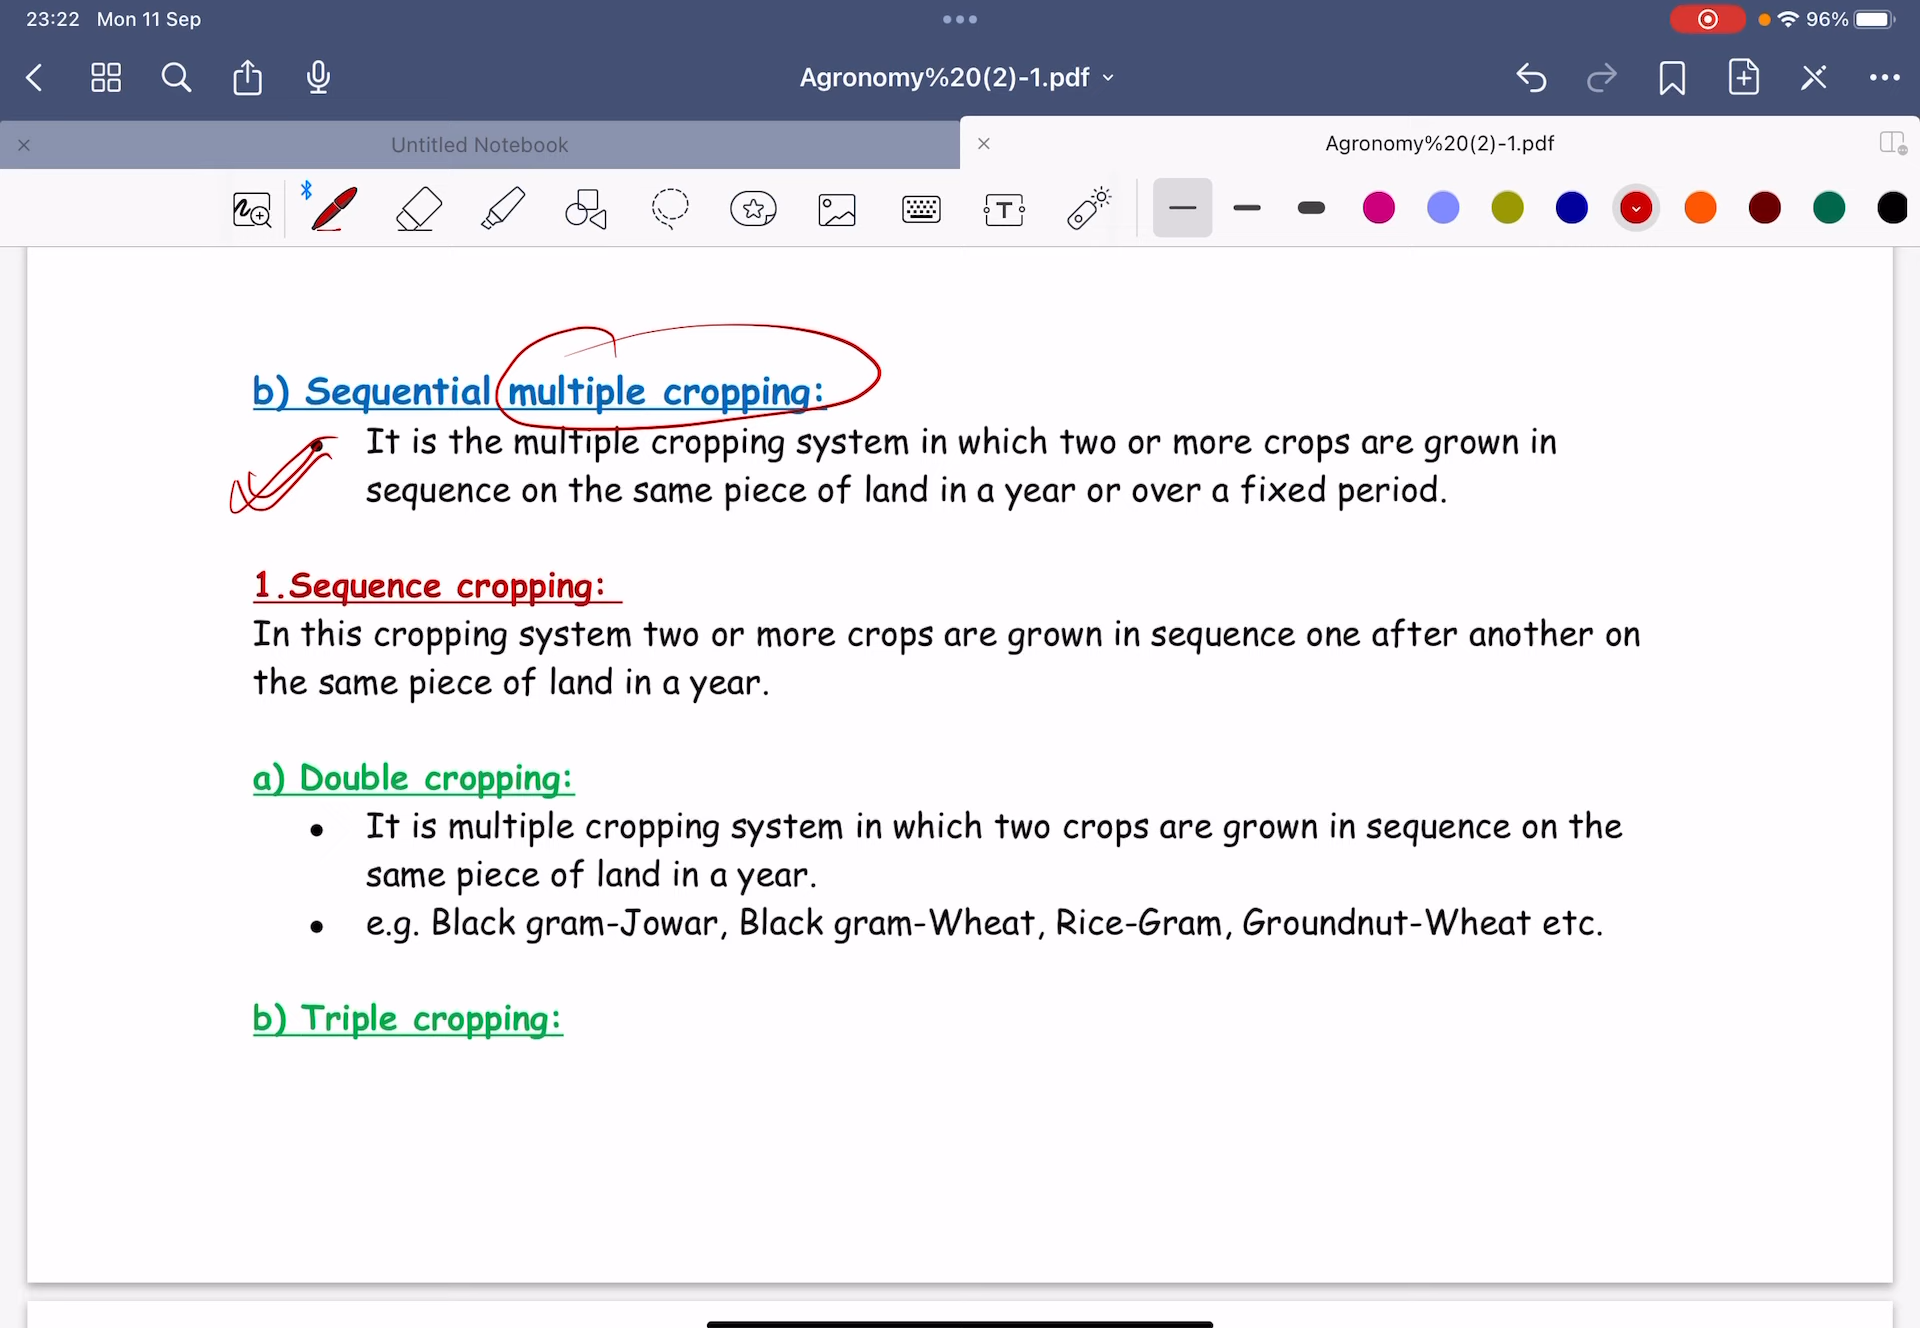 23:22 Mon 11 Sep
96%
Agronomy%20(2)-1.pdf
Untitled Notebook
Agronomy%20(2)-1.pdf
b) Sequential multiple cropping:
• It is the multiple cropping system in which two or more crops are grown in
sequence on the same piece of land in a year or over a fixed period.
1.Sequence cropping:
In this cropping system two or more crops are grown in sequence one after another on
the same piece of land in a year.
a) Double cropping:
• It is multiple cropping system in which two crops are grown in sequence on the
same piece of land in a year.
• e.g. Black gram-Jowar, Black gram-Wheat, Rice-Gram, Groundnut-Wheat etc.
b) Triple cropping: